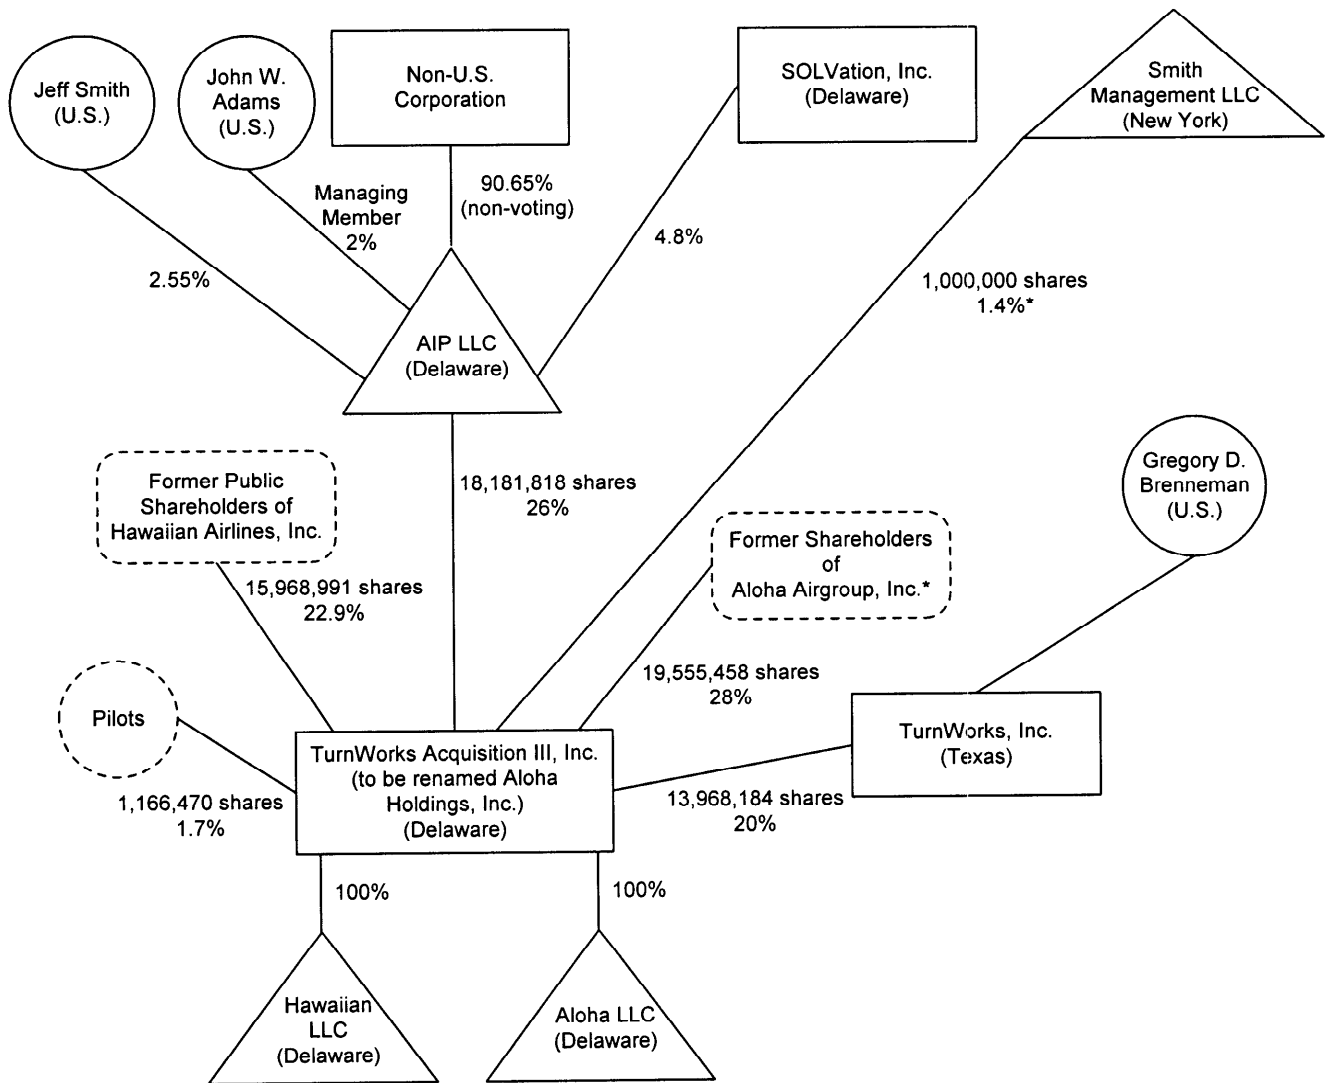 Jeff Smith
(U.S.)
John W.
Adams
(U.S.)
Non-U.S.
Corporation
SOLVation, Inc.
(Delaware)
Smith
Management LLC
(New York)
Managing
Member
2%
90.65%
(non-voting)
4.8%
2.55%
1,000,000 shares
1.4%*
AIP LLC
(Delaware)
Former Public
Shareholders of
Hawaiian Airlines, Inc.
18,181,818 shares
26%
Gregory D.
Brenneman
(U.S.)
Former Shareholders
of
Aloha Airgroup, Inc.*
15,968,991 shares
22.9%
19,555,458 shares
28%
Pilots
TurnWorks, Inc.
(Texas)
TurnWorks Acquisition III, Inc.
(to be renamed Aloha
Holdings, Inc.)
(Delaware)
1,166,470 shares
1.7%
13,968,184 shares
20%
100%
100%
Hawaiian
LLC
(Delaware)
Aloha LLC
(Delaware)